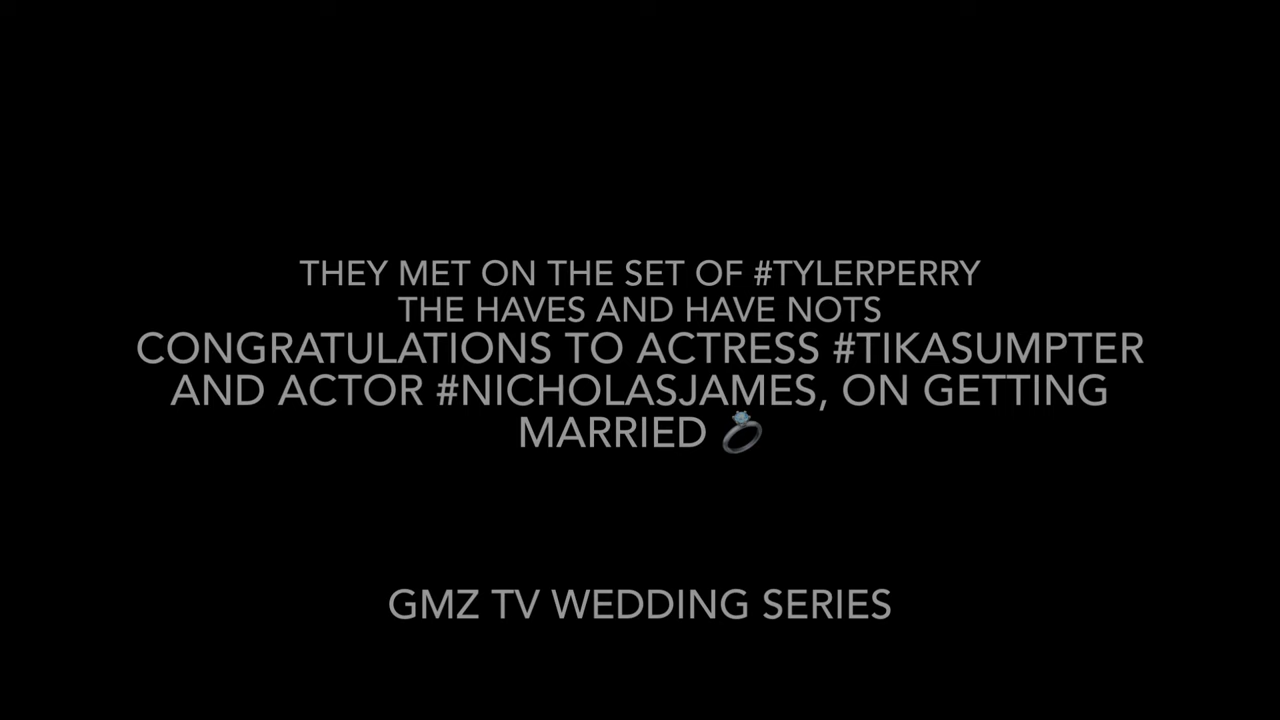 THEY MET ON THE SET OF #TYLERPERRY
THE HAVES AND HAVE NOTS
CONGRATULATIONS TO ACTRESS #TIKASUMPTER
AND ACTOR #NICHOLASJAMES, ON GETTING
MARRIED 💍
GMZ TV WEDDING SERIES